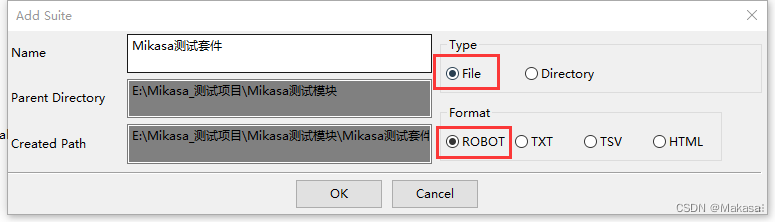 Add Suite
Name
Mikasa测试套件
Parent Directory
E:\Mikasa_测试项目\Mikasa测试模块
Created Path
E:\Mikasa_测试项目\Mikasa测试模块\Mikasa测试套件
Type
File
Directory
Format
ROBOT
TXT
TSV
HTML
OK
Cancel
CSDN @Makasai